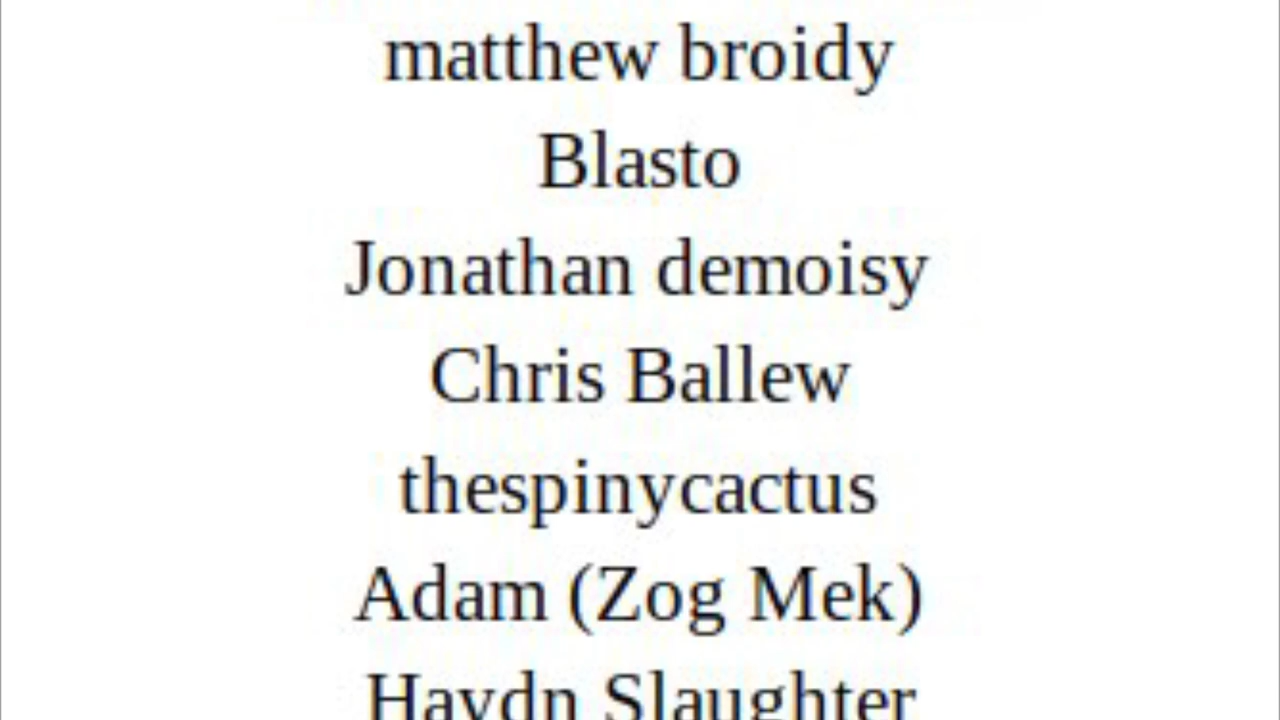 matthew broidy
Blasto
Jonathan demoisy
Chris Ballew
thespinycactus
Adam (Zog Mek)
Haydn Slaughter